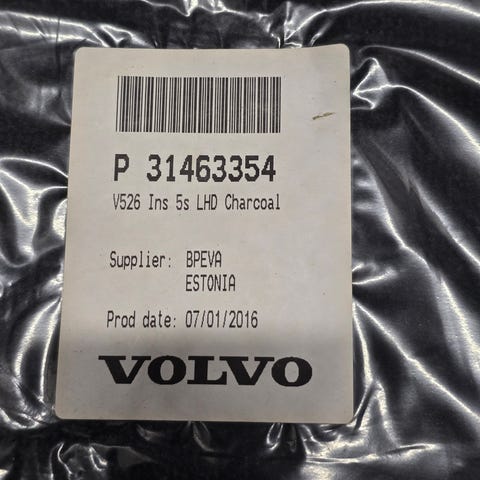 P 31463354
V526 Ins 5s LHD Charcoal
Supplier: BPEVA
ESTONIA
Prod date: 07/01/2016
VOLVO